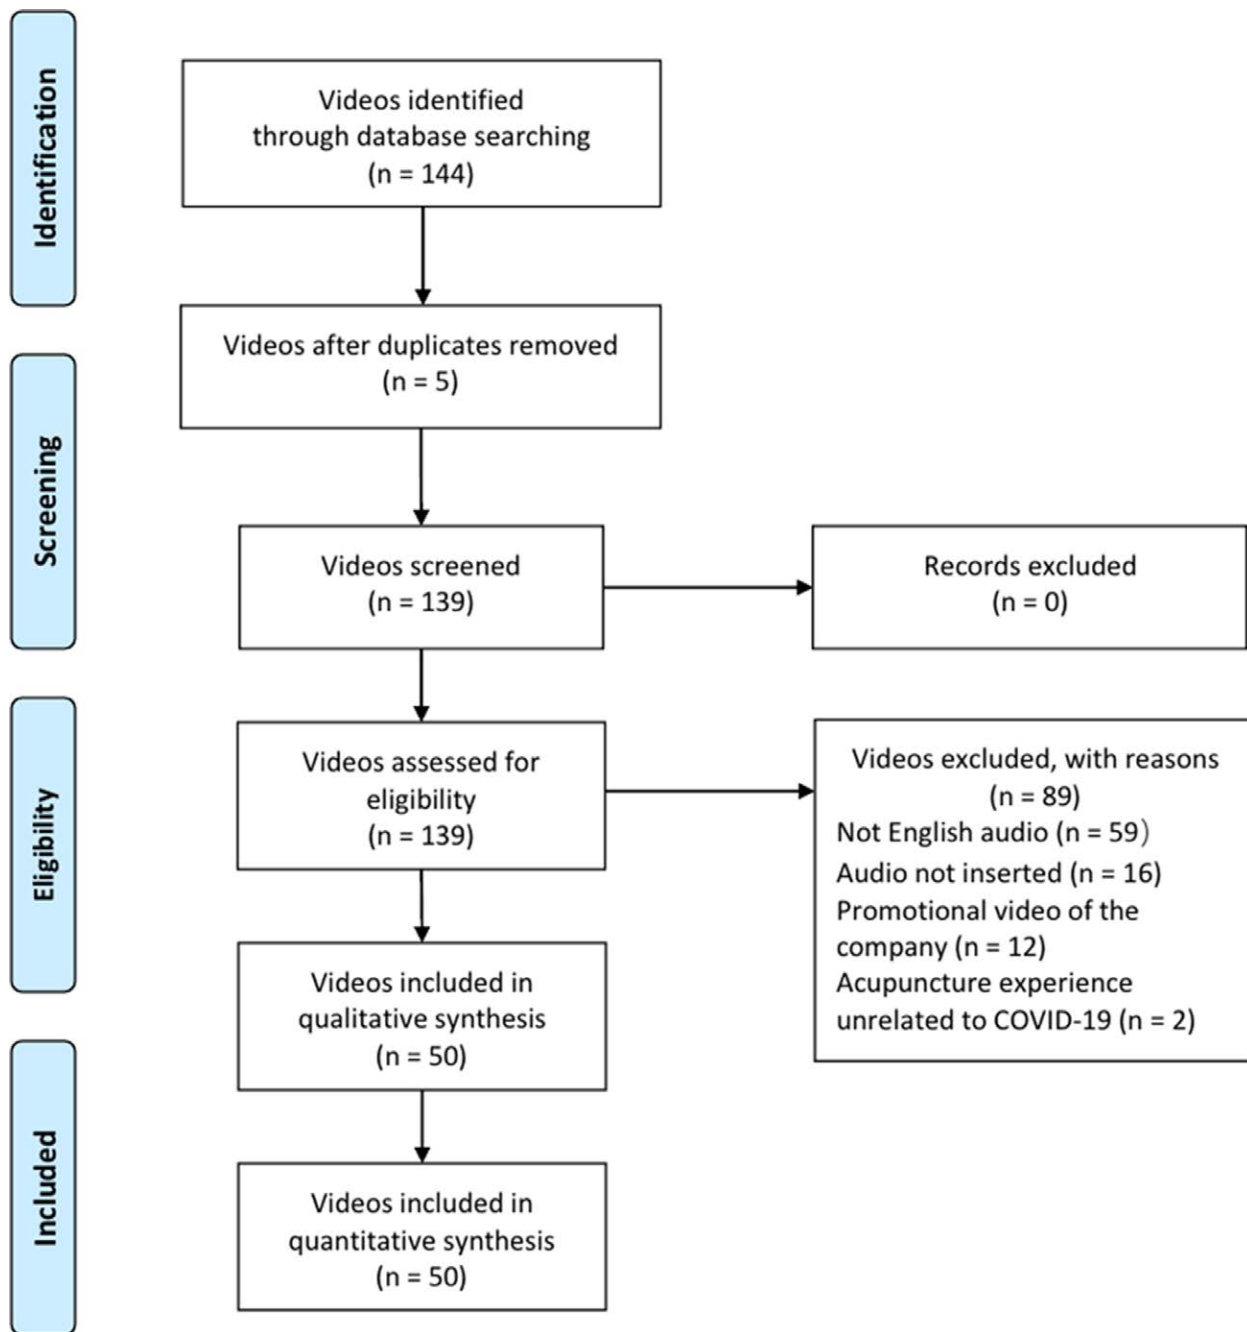 Identification
Videos identified
through database searching
(n = 144)
Videos after duplicates removed
(n = 5)
Screening
Videos screened
(n = 139)
Records excluded
(n = 0)
Eligibility
Videos assessed for
eligibility
(n = 139)
Videos excluded, with reasons
(n = 89)
Not English audio (n = 59)
Audio not inserted (n = 16)
Promotional video of the
company (n = 12)
Acupuncture experience
unrelated to COVID-19 (n = 2)
Videos included in
qualitative synthesis
(n = 50)
Included
Videos included in
quantitative synthesis
(n = 50)